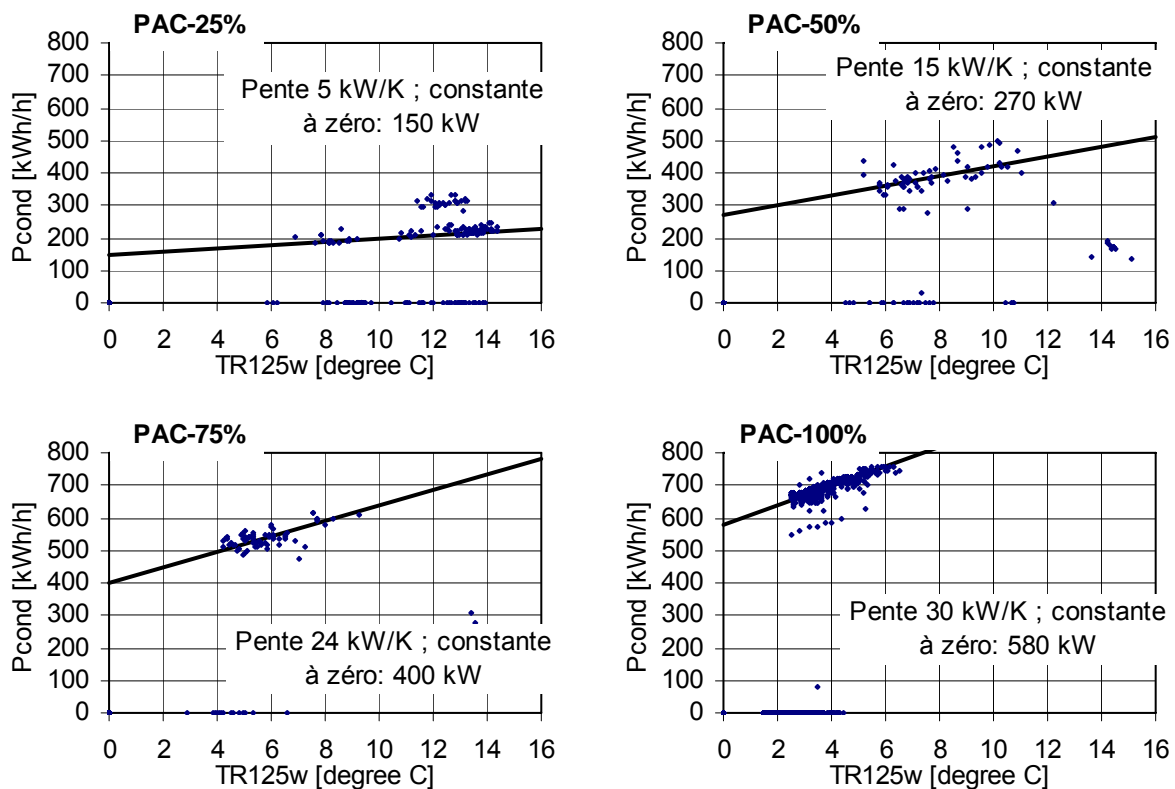 PAC-25%
800
700
600
500
400
300
200
100
0
Pcond [kWh/h]
Pente 5 kW/K ; constante
à zéro: 150 kW
0 2 4 6 8 10 12 14 16
TR125w [degree C]
PAC-50%
800
700
600
500
400
300
200
100
0
Pcond [kWh/h]
Pente 15 kW/K ; constante
à zéro: 270 kW
0 2 4 6 8 10 12 14 16
TR125w [degree C]
PAC-75%
800
700
600
500
400
300
200
100
0
Pcond [kWh/h]
Pente 24 kW/K ; constante
à zéro: 400 kW
0 2 4 6 8 10 12 14 16
TR125w [degree C]
PAC-100%
800
700
600
500
400
300
200
100
0
Pcond [kWh/h]
Pente 30 kW/K ; constante
à zéro: 580 kW
0 2 4 6 8 10 12 14 16
TR125w [degree C]